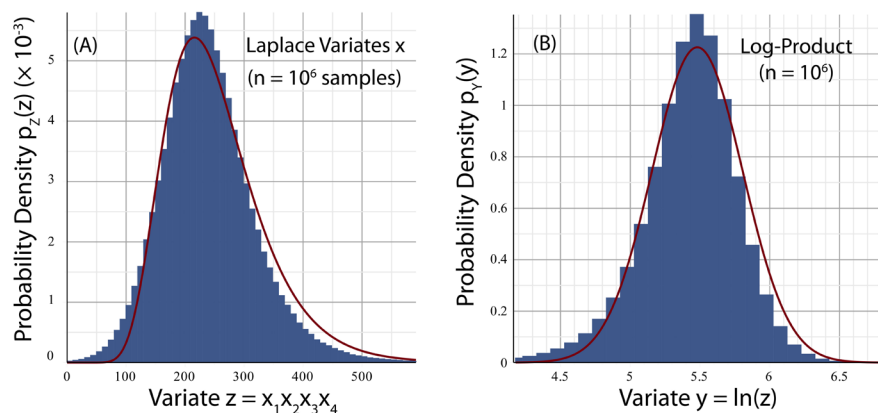 (A)
Laplace Variates x
(n = 10⁶ samples)
Probability Density p_Z(z) (× 10⁻³)
5
4
3
2
1
0
0 100 200 300 400 500
Variate z = x₁x₂x₃x₄
(B)
Log-Product
(n = 10⁶)
Probability Density p_Y(y)
1.2
1
0.8
0.6
0.4
0.2
0
4.5 5 5.5 6 6.5
Variate y = ln(z)